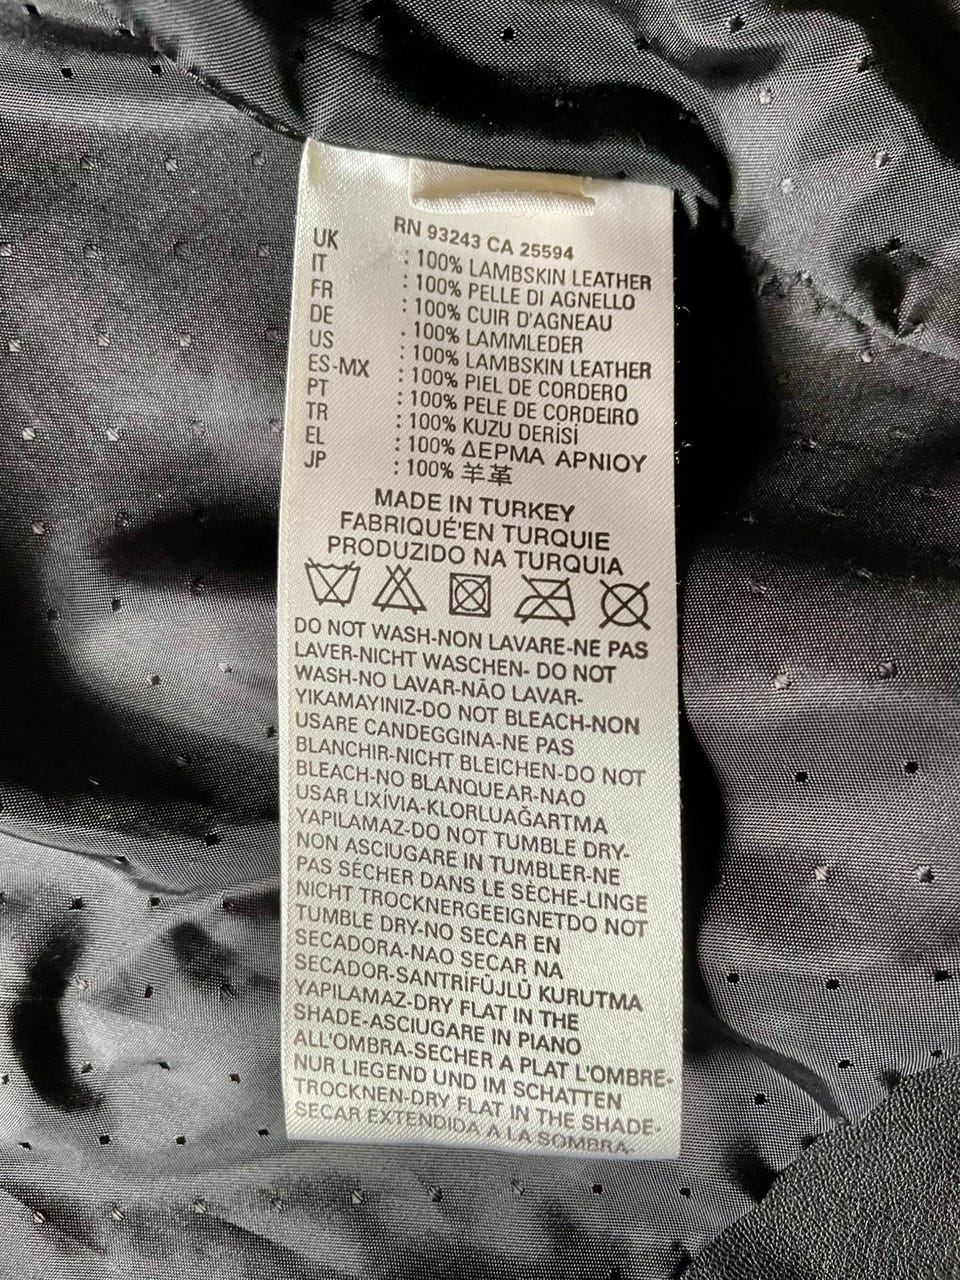 RN 93243 CA 25594
UK : 100% LAMBSKIN LEATHER
IT : 100% PELLE DI AGNELLO
FR : 100% CUIR D'AGNEAU
DE : 100% LAMMLEDER
US : 100% LAMBSKIN LEATHER
ES-MX : 100% PIEL DE CORDERO
PT : 100% PELE DE CORDEIRO
TR : 100% KUZU DERİSİ
EL : 100% ΔΕΡΜΑ ΑΡΝΙΟΥ
JP : 100% 羊革
MADE IN TURKEY
FABRIQUÉ'EN TURQUIE
PRODUZIDO NA TURQUIA
DO NOT WASH-NON LAVARE-NE PAS
LAVER-NICHT WASCHEN- DO NOT
WASH-NO LAVAR-NÃO LAVAR-
YIKAMAYINIZ-DO NOT BLEACH-NON
USARE CANDEGGINA-NE PAS
BLANCHIR-NICHT BLEICHEN-DO NOT
BLEACH-NO BLANQUEAR-NAO
USAR LIXÍVIA-KLORLUAĞARTMA
YAPILAMAZ-DO NOT TUMBLE DRY-
NON ASCIUGARE IN TUMBLER-NE
PAS SÉCHER DANS LE SÈCHE-LINGE
NICHT TROCKNERGEEIGNETDO NOT
TUMBLE DRY-NO SECAR EN
SECADORA-NAO SECAR NA
SECADOR-SANTRİFÜJLÜ KURUTMA
YAPILAMAZ-DRY FLAT IN THE
SHADE-ASCIUGARE IN PIANO
ALL'OMBRA-SECHER A PLAT L'OMBRE-
NUR LIEGEND UND IM SCHATTEN
TROCKNEN-DRY FLAT IN THE SHADE-
SECAR EXTENDIDA A LA SOMBRA-